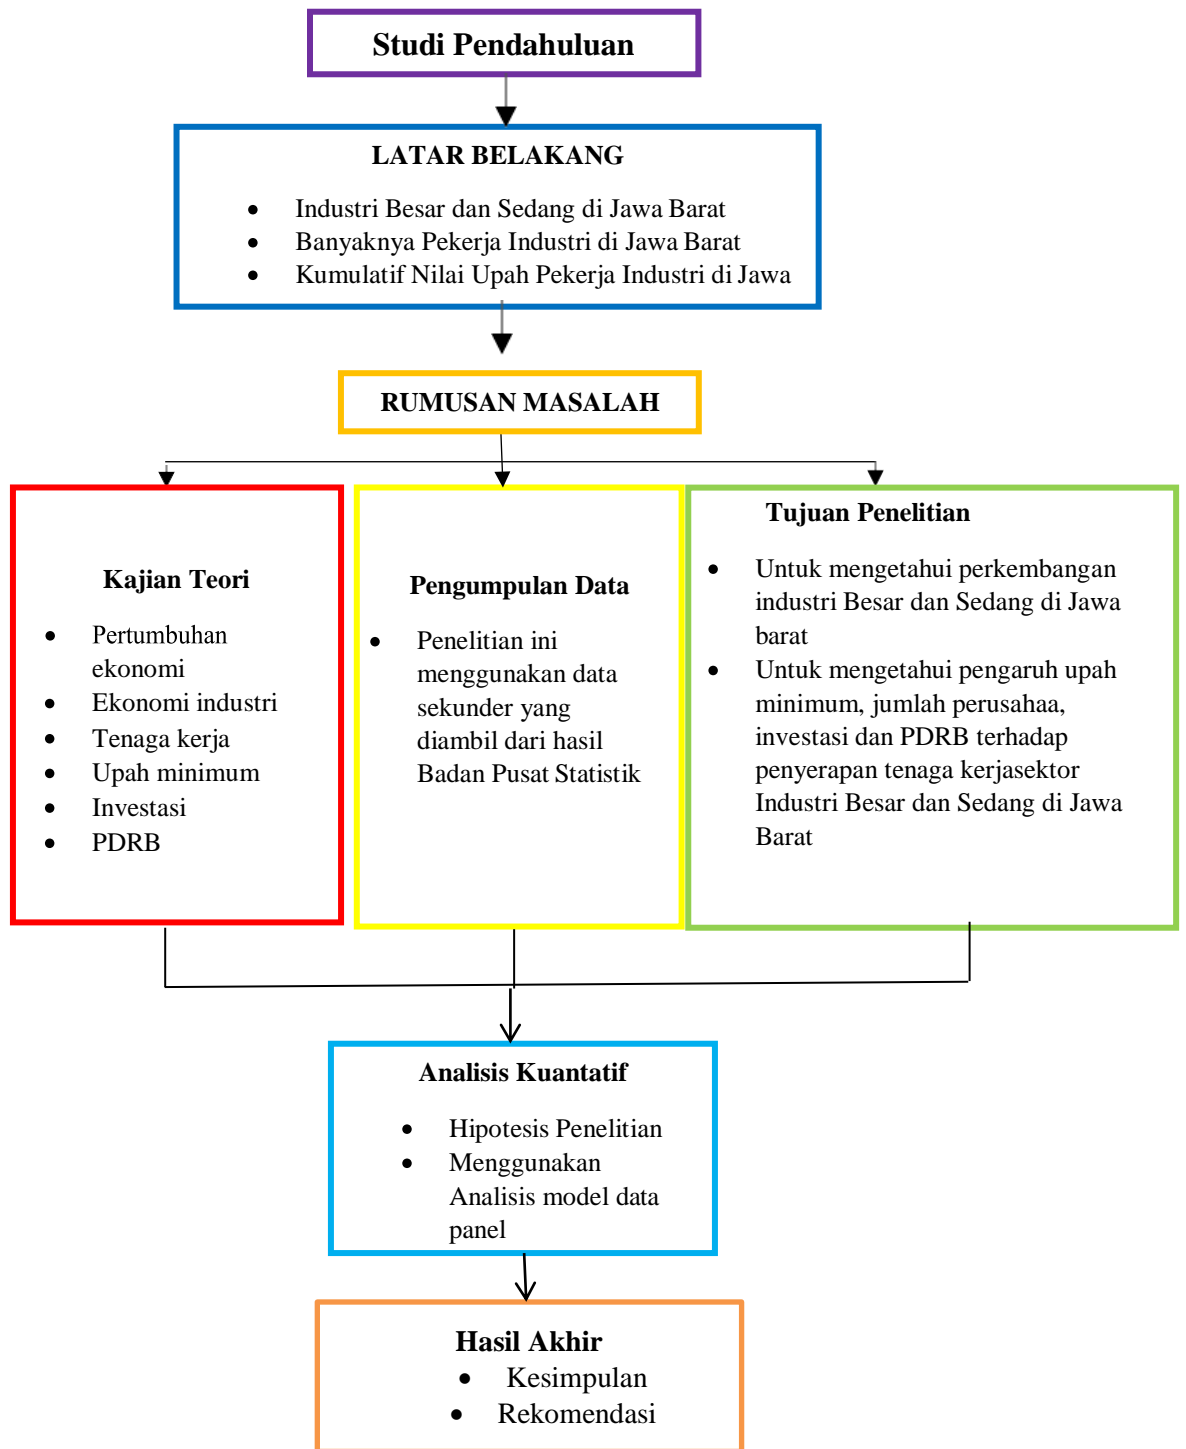 Studi Pendahuluan
LATAR BELAKANG
• Industri Besar dan Sedang di Jawa Barat
• Banyaknya Pekerja Industri di Jawa Barat
• Kumulatif Nilai Upah Pekerja Industri di Jawa
RUMUSAN MASALAH
Kajian Teori
• Pertumbuhan
ekonomi
• Ekonomi industri
• Tenaga kerja
• Upah minimum
• Investasi
• PDRB
Pengumpulan Data
• Penelitian ini
menggunakan data
sekunder yang
diambil dari hasil
Badan Pusat Statistik
Tujuan Penelitian
• Untuk mengetahui perkembangan
industri Besar dan Sedang di Jawa
barat
• Untuk mengetahui pengaruh upah
minimum, jumlah perusahaa,
investasi dan PDRB terhadap
penyerapan tenaga kerjasektor
Industri Besar dan Sedang di Jawa
Barat
Analisis Kuantatif
• Hipotesis Penelitian
• Menggunakan
Analisis model data
panel
Hasil Akhir
• Kesimpulan
• Rekomendasi